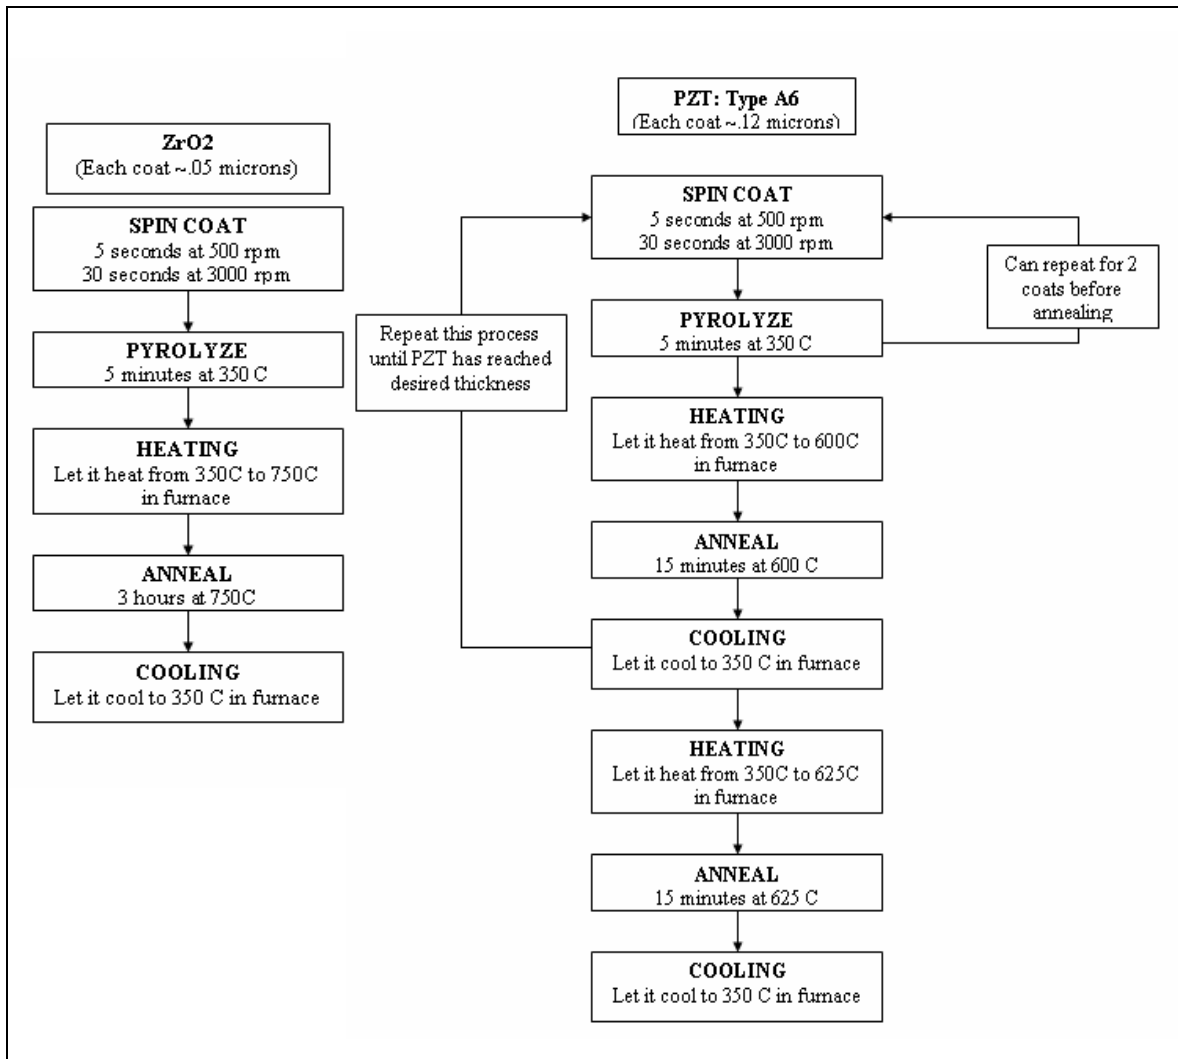 ZrO2
(Each coat ~.05 microns)
SPIN COAT
5 seconds at 500 rpm
30 seconds at 3000 rpm
PYROLYZE
5 minutes at 350 C
HEATING
Let it heat from 350C to 750C
in furnace
ANNEAL
3 hours at 750C
COOLING
Let it cool to 350 C in furnace
PZT: Type A6
(Each coat ~.12 microns)
SPIN COAT
5 seconds at 500 rpm
30 seconds at 3000 rpm
Can repeat for 2
coats before
annealing
PYROLYZE
5 minutes at 350 C
Repeat this process
until PZT has reached
desired thickness
HEATING
Let it heat from 350C to 600C
in furnace
ANNEAL
15 minutes at 600 C
COOLING
Let it cool to 350 C in furnace
HEATING
Let it heat from 350C to 625C
in furnace
ANNEAL
15 minutes at 625 C
COOLING
Let it cool to 350 C in furnace